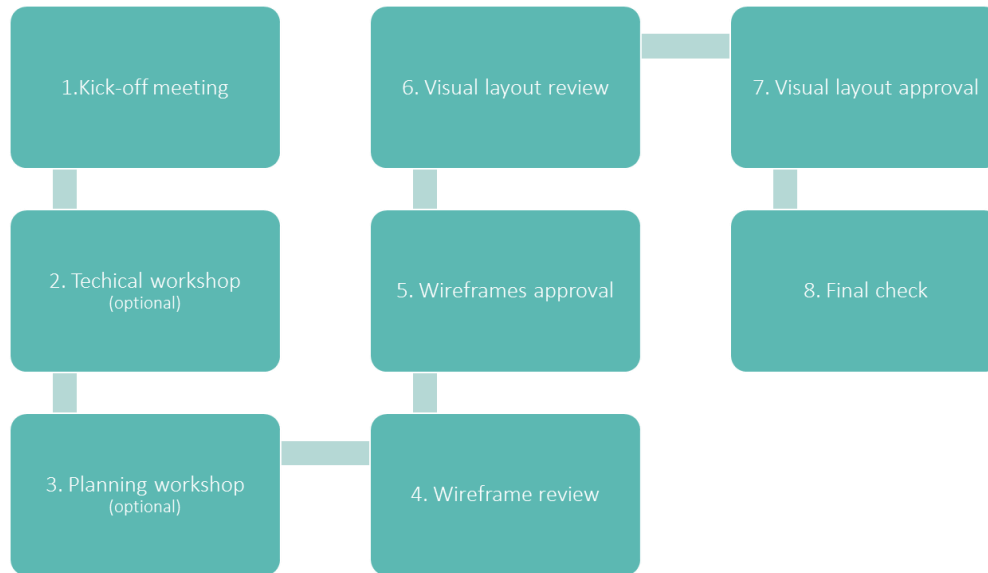 1.Kick-off meeting
2. Techical workshop
(optional)
3. Planning workshop
(optional)
4. Wireframe review
5. Wireframes approval
6. Visual layout review
7. Visual layout approval
8. Final check